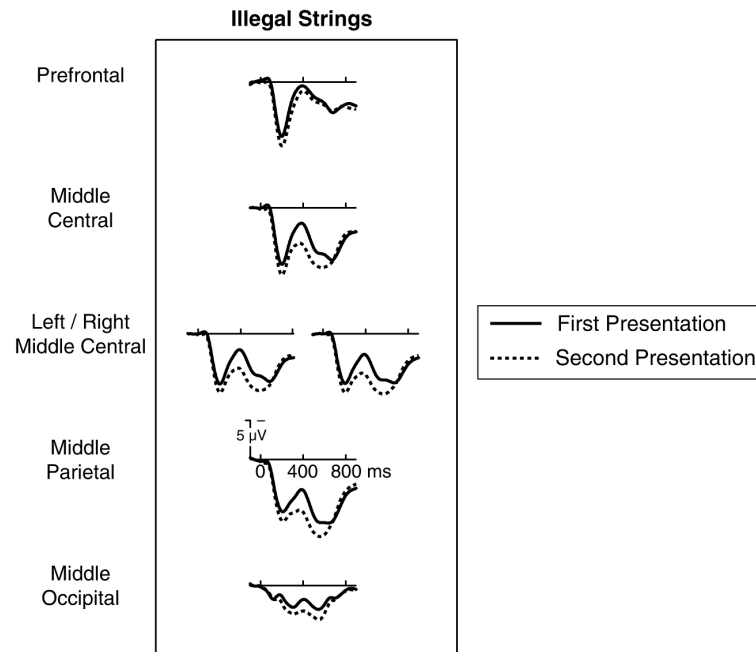 Illegal Strings
Prefrontal
Middle
Central
Left / Right
Middle Central
First Presentation
Second Presentation
Middle
Parietal
5 µV
0 400 800 ms
Middle
Occipital